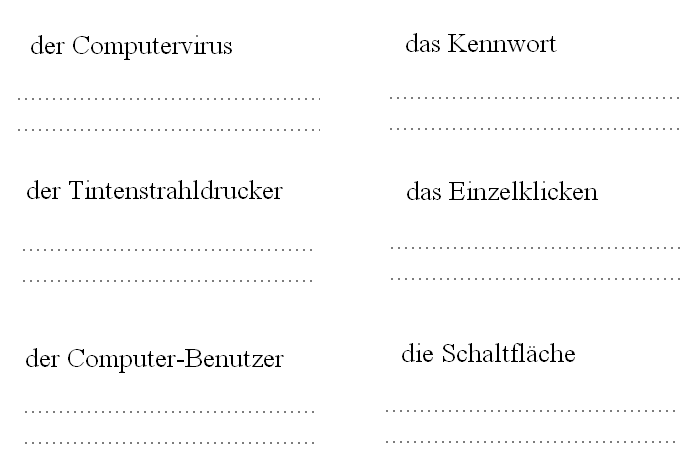 der Computervirus
das Kennwort
der Tintenstrahldrucker
das Einzelklicken
der Computer-Benutzer
die Schaltfläche